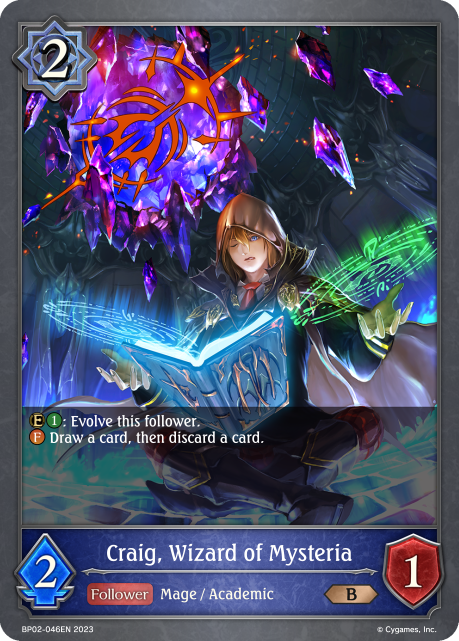 2
E 1 : Evolve this follower.
F Draw a card, then discard a card.
Craig, Wizard of Mysteria
2 Follower Mage / Academic B 1
BP02-046EN 2023 © Cygames, Inc.